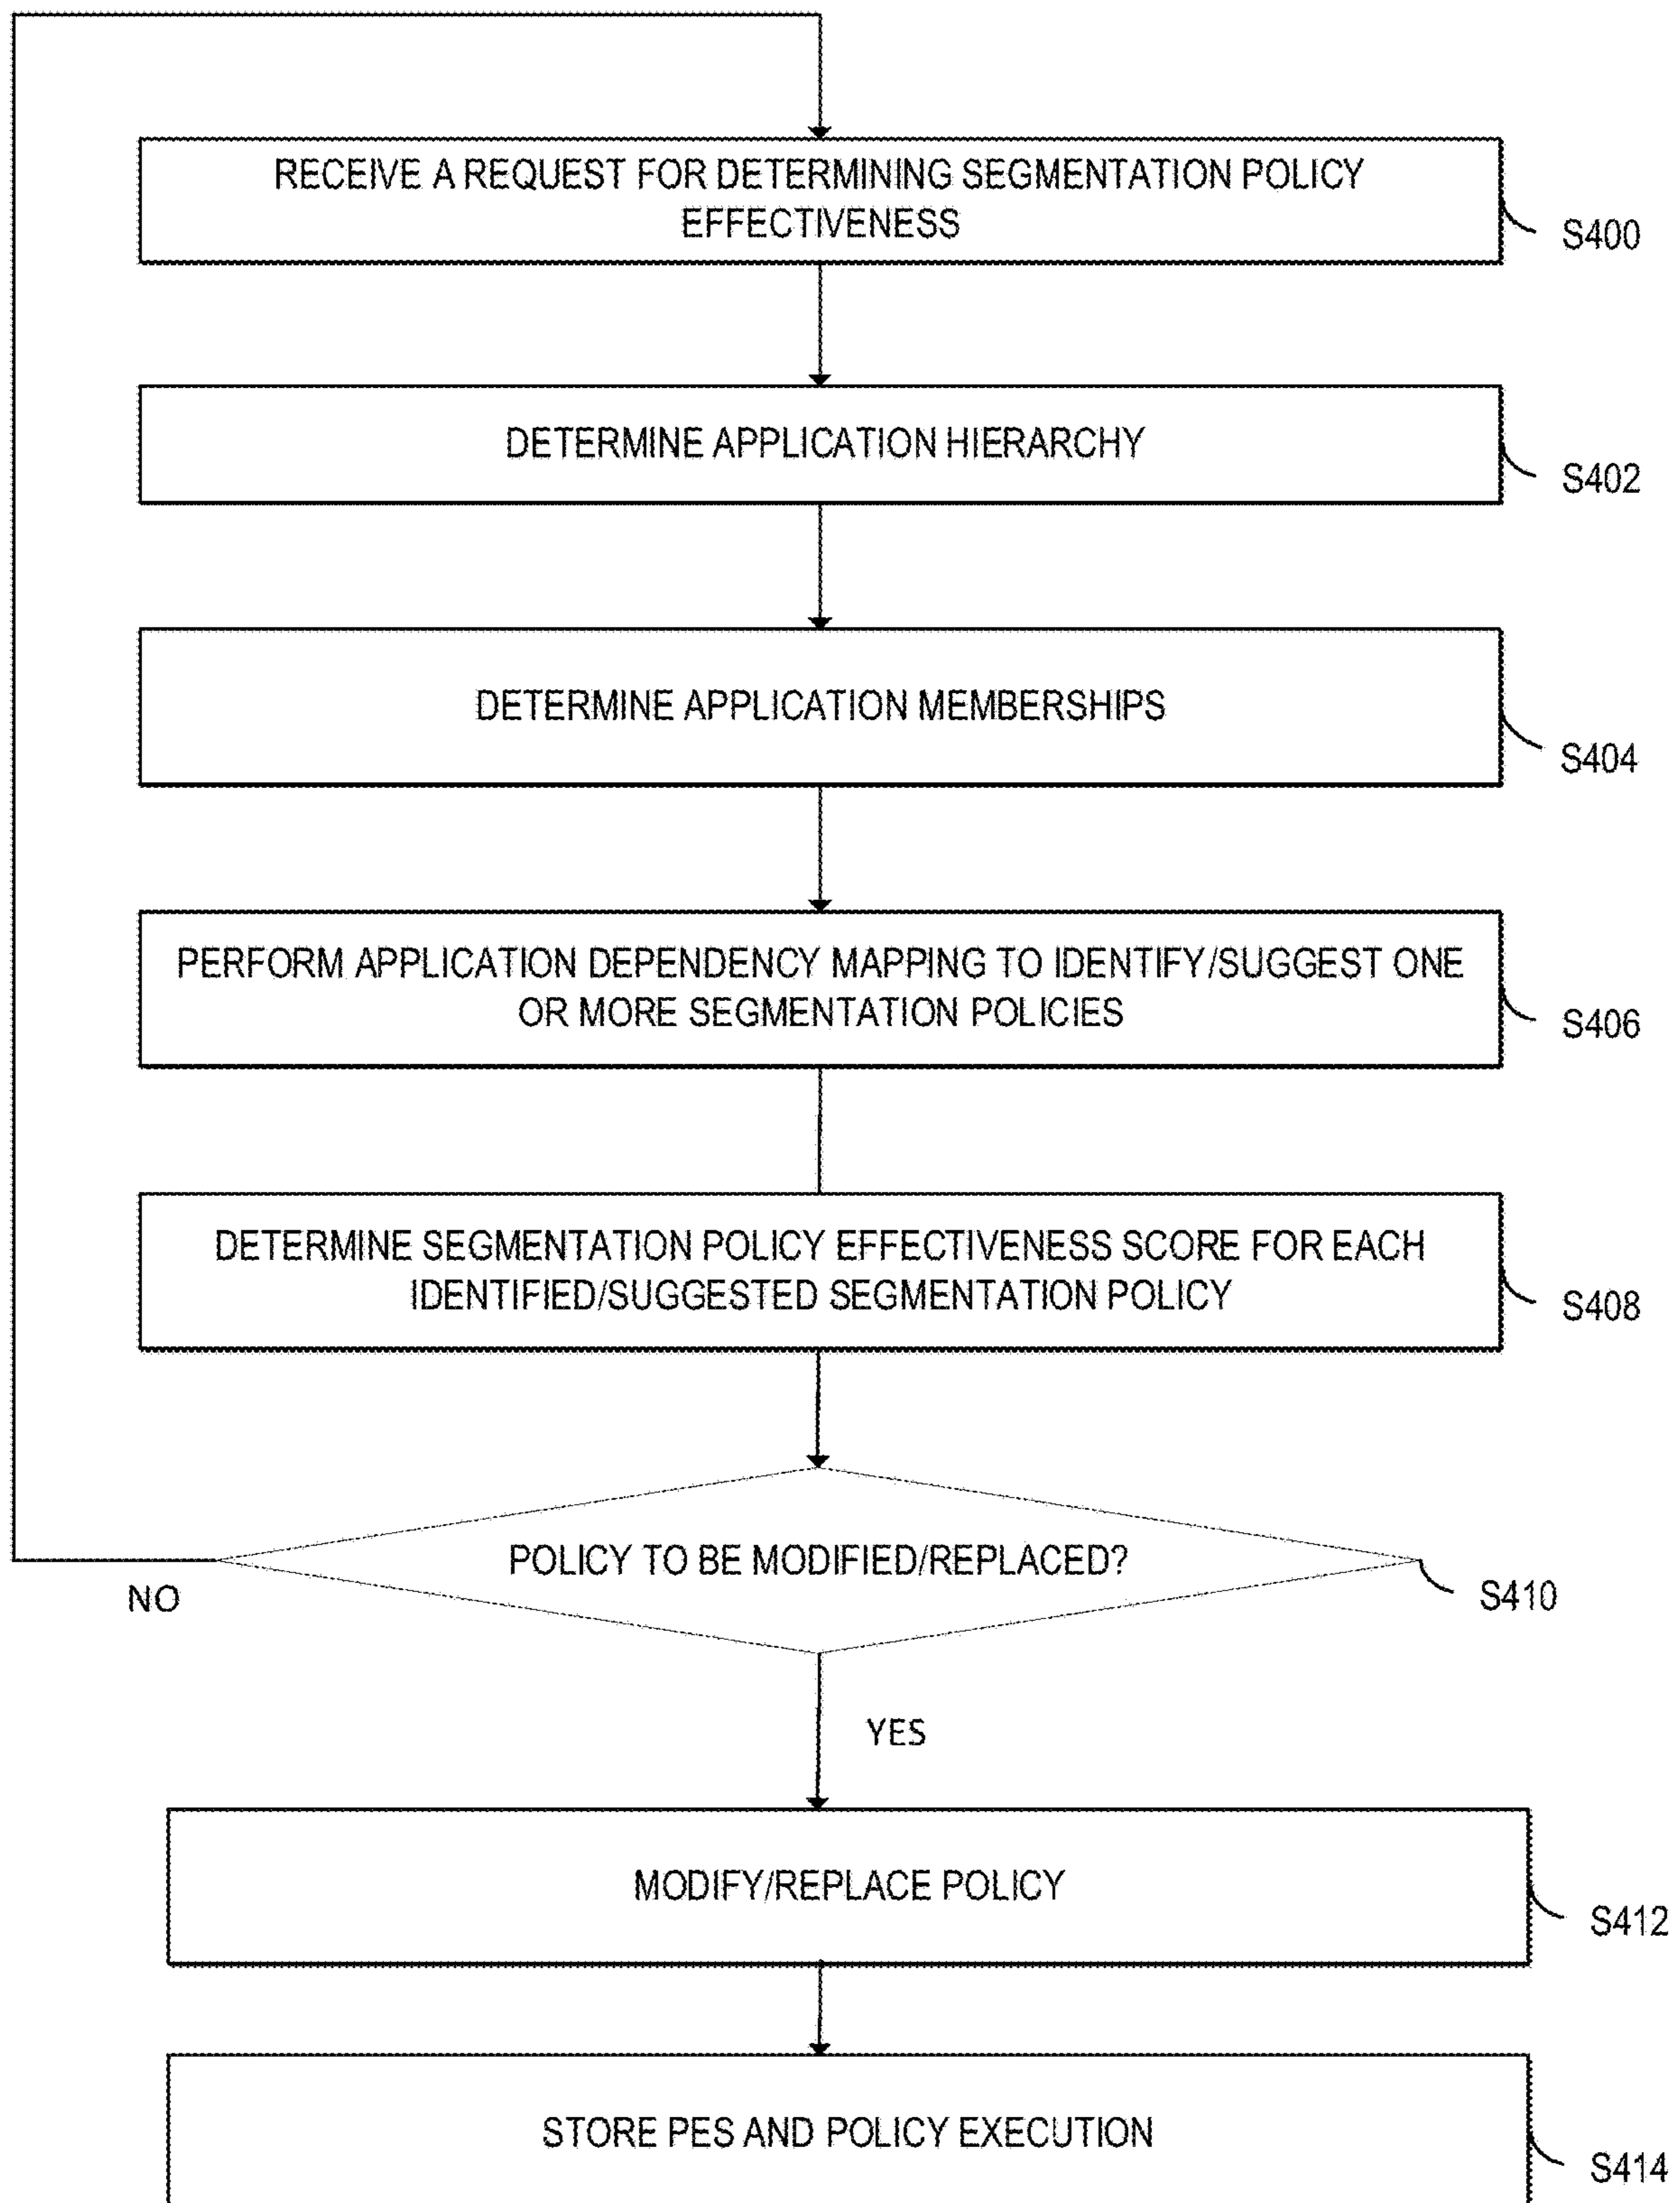 RECEIVE A REQUEST FOR DETERMINING SEGMENTATION POLICY
EFFECTIVENESS
S400
DETERMINE APPLICATION HIERARCHY
S402
DETERMINE APPLICATION MEMBERSHIPS
S404
PERFORM APPLICATION DEPENDENCY MAPPING TO IDENTIFY/SUGGEST ONE
OR MORE SEGMENTATION POLICIES
S406
DETERMINE SEGMENTATION POLICY EFFECTIVENESS SCORE FOR EACH
IDENTIFIED/SUGGESTED SEGMENTATION POLICY
S408
POLICY TO BE MODIFIED/REPLACED?
S410
NO
YES
MODIFY/REPLACE POLICY
S412
STORE PES AND POLICY EXECUTION
S414